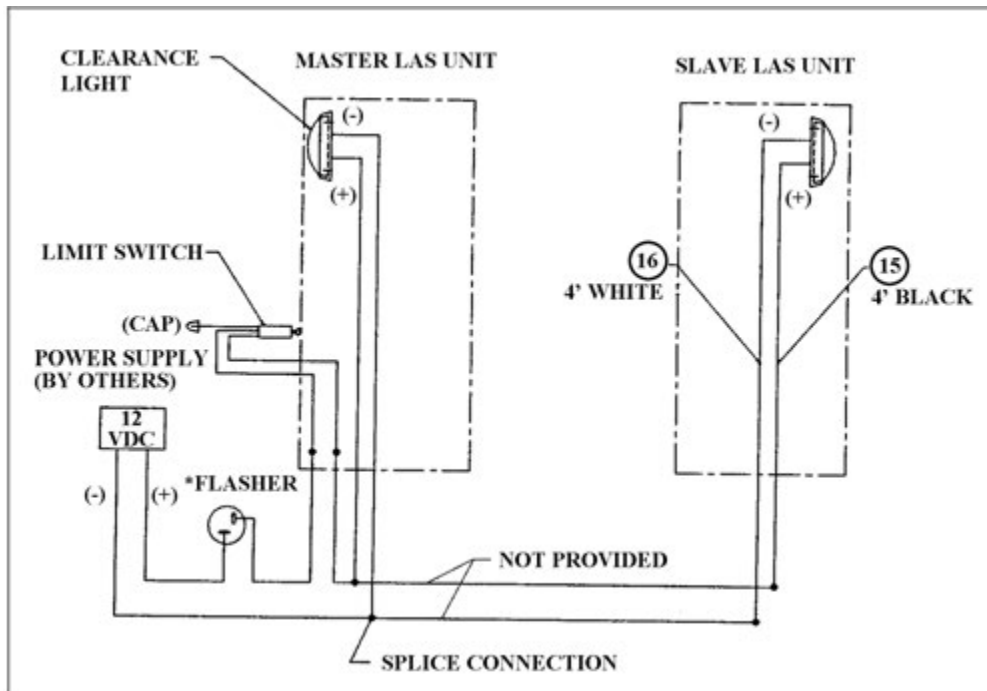 CLEARANCE
LIGHT
MASTER LAS UNIT
SLAVE LAS UNIT
(-)
(+)
(-)
(+)
LIMIT SWITCH
(CAP)
16
4' WHITE
15
4' BLACK
POWER SUPPLY
(BY OTHERS)
12
VDC
(-)
(+)
*FLASHER
NOT PROVIDED
SPLICE CONNECTION